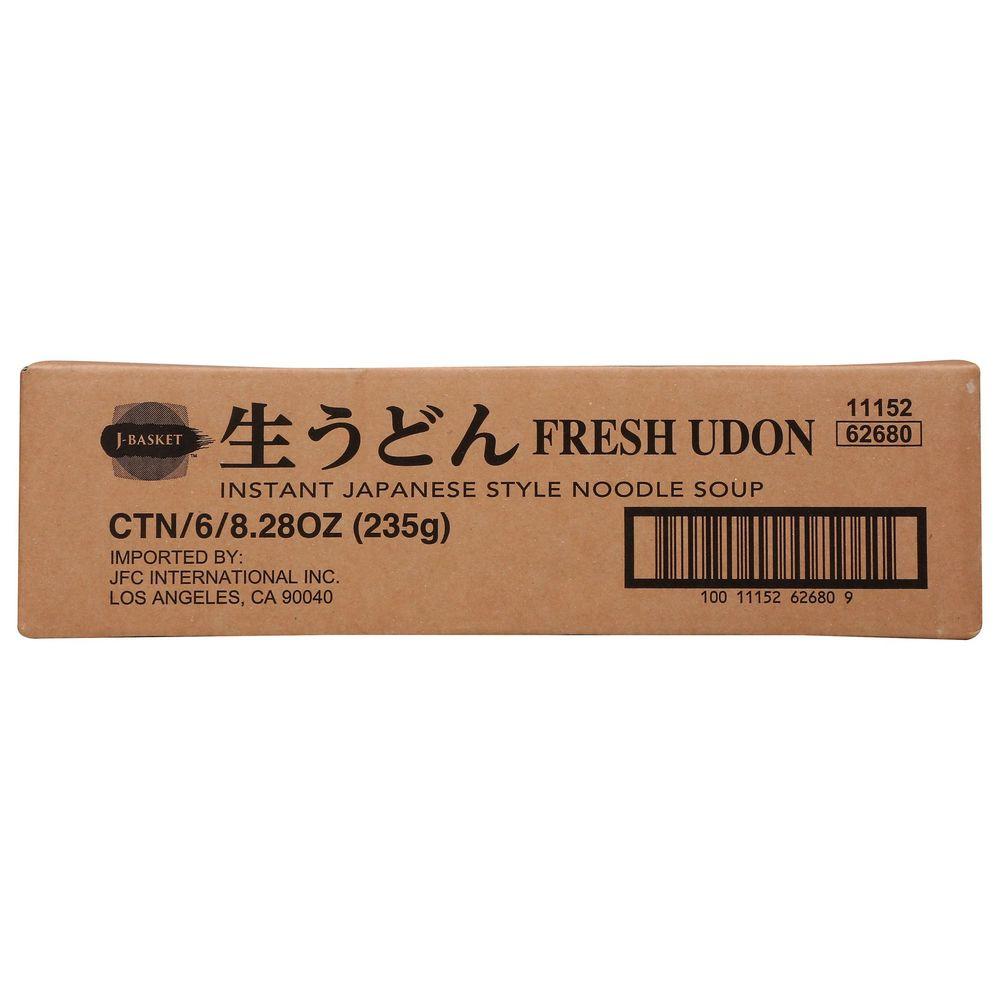 J-BASKET™
生うどん FRESH UDON
11152
62680
INSTANT JAPANESE STYLE NOODLE SOUP
CTN/6/8.28OZ (235g)
IMPORTED BY:
JFC INTERNATIONAL INC.
LOS ANGELES, CA 90040
100 11152 62680 9